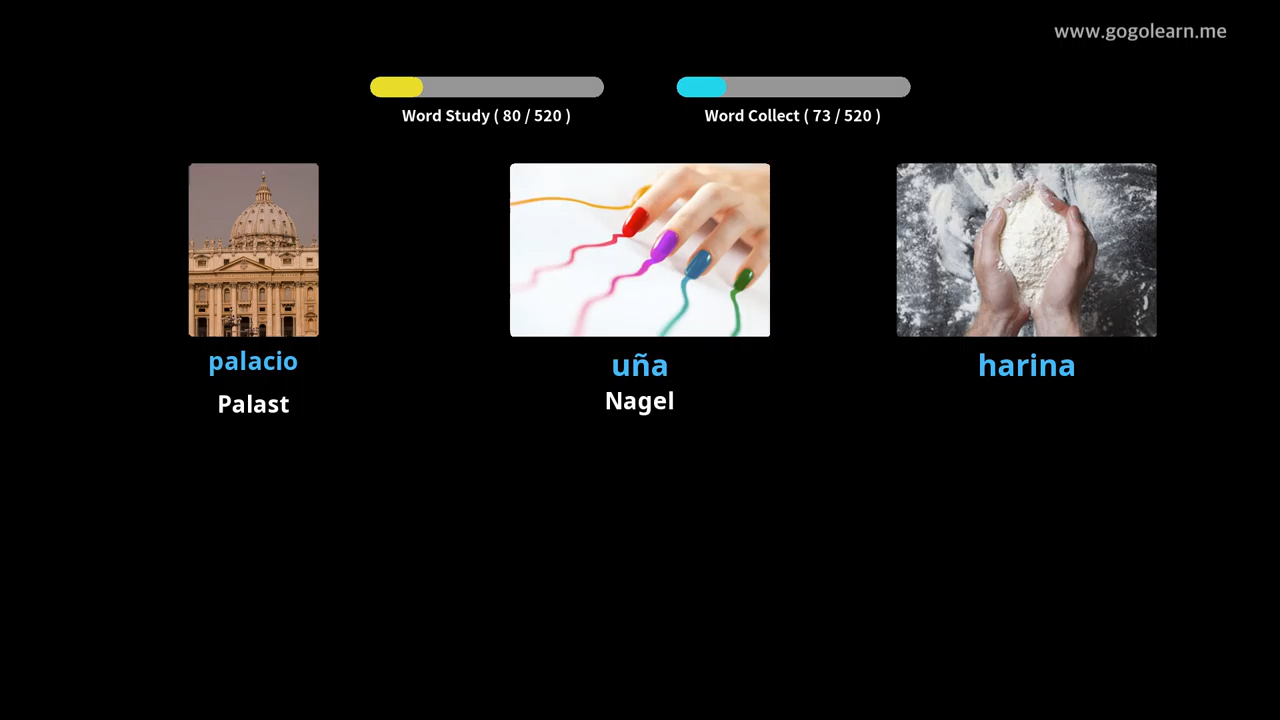 www.gogolearn.me
Word Study ( 80 / 520 )
Word Collect ( 73 / 520 )
palacio
Palast
uña
Nagel
harina